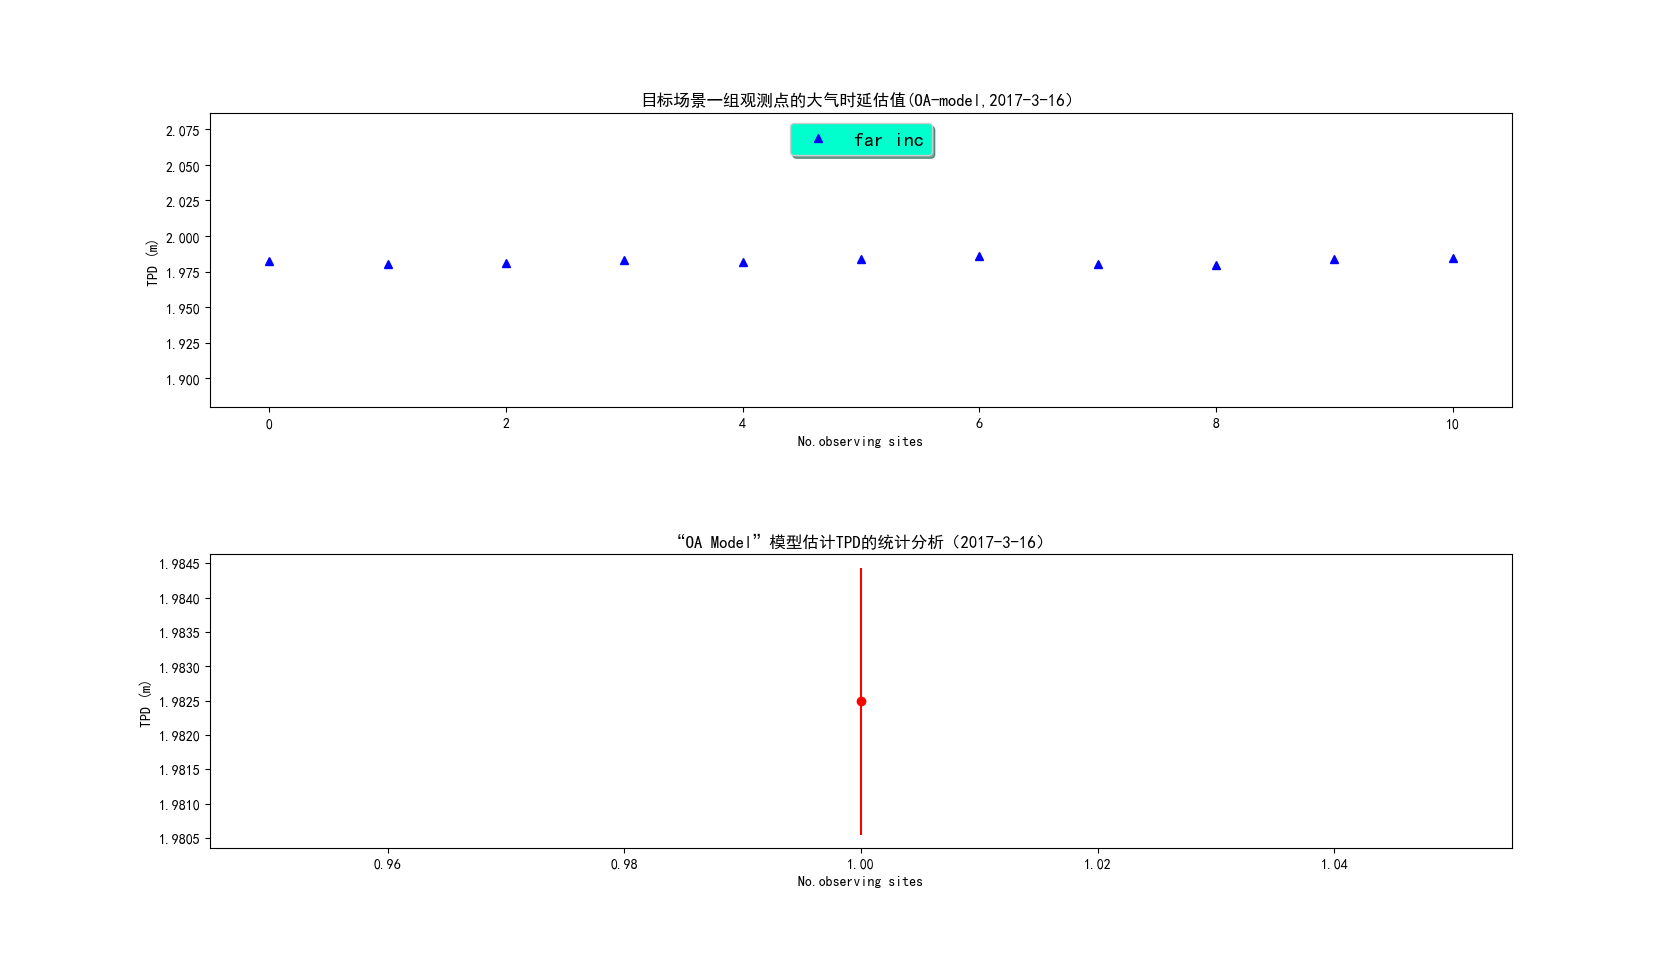 目标场景一组观测点的大气时延估值(OA-model,2017-3-16)
far inc
2.075
2.050
2.025
2.000
1.975
1.950
1.925
1.900
TPD (m)
0 2 4 6 8 10
No.observing sites
“OA Model”模型估计TPD的统计分析（2017-3-16）
1.9845
1.9840
1.9835
1.9830
1.9825
1.9820
1.9815
1.9810
1.9805
TPD (m)
0.96 0.98 1.00 1.02 1.04
No.observing sites